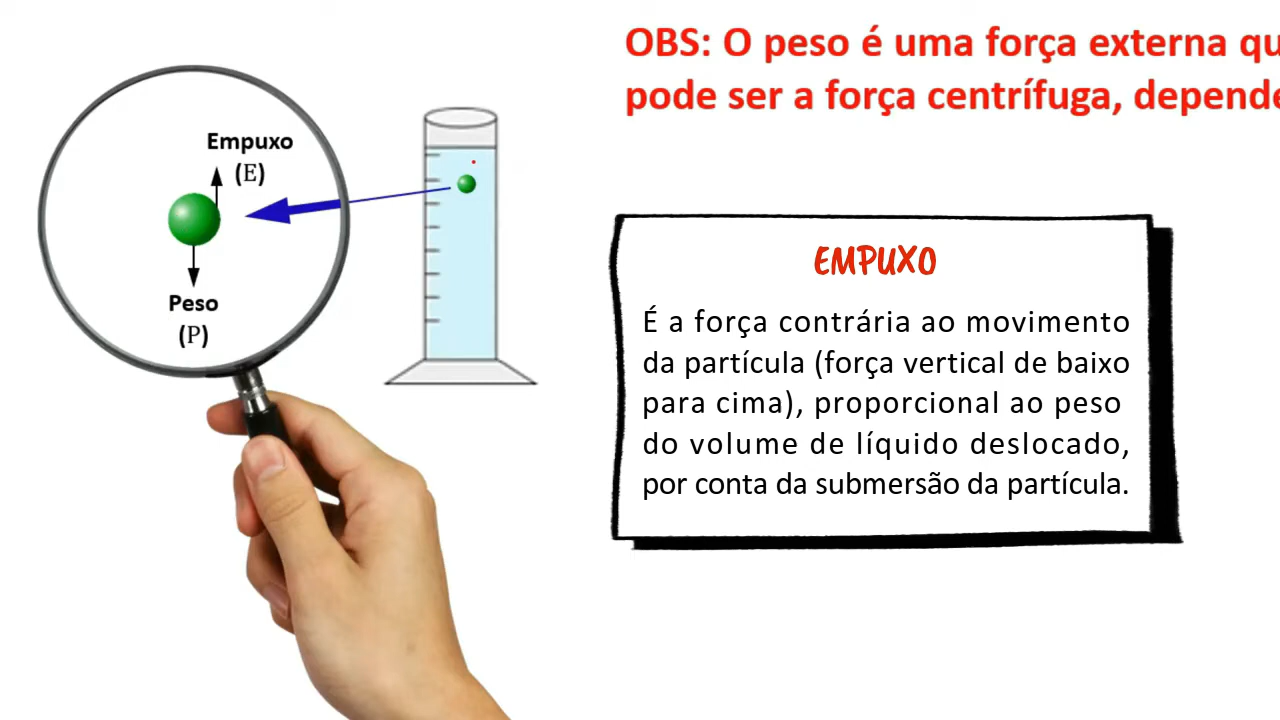 OBS: O peso é uma força externa qu
pode ser a força centrífuga, depende
Empuxo
(E)
Peso
(P)
EMPUXO
É a força contrária ao movimento
da partícula (força vertical de baixo
para cima), proporcional ao peso
do volume de líquido deslocado,
por conta da submersão da partícula.